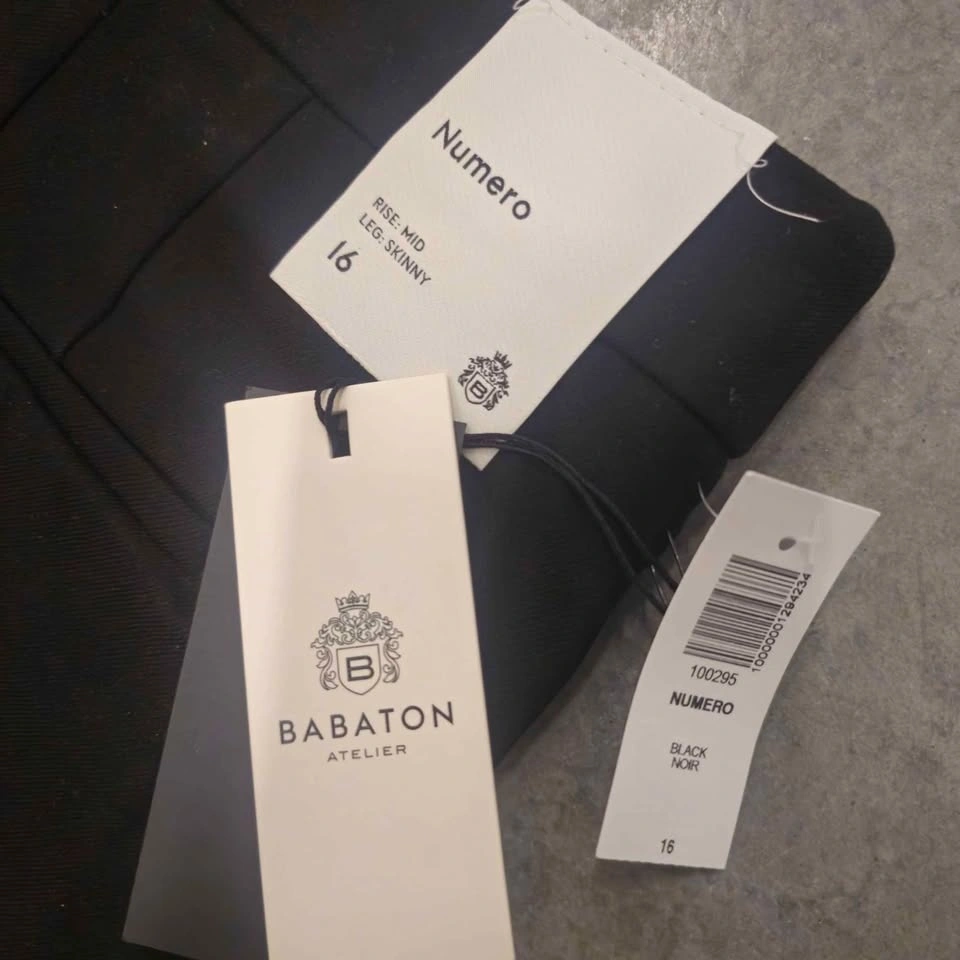 Numero
RISE: MID
LEG: SKINNY
16
B
B
BABATON
ATELIER
10000001294234
100295
NUMERO
BLACK
NOIR
16